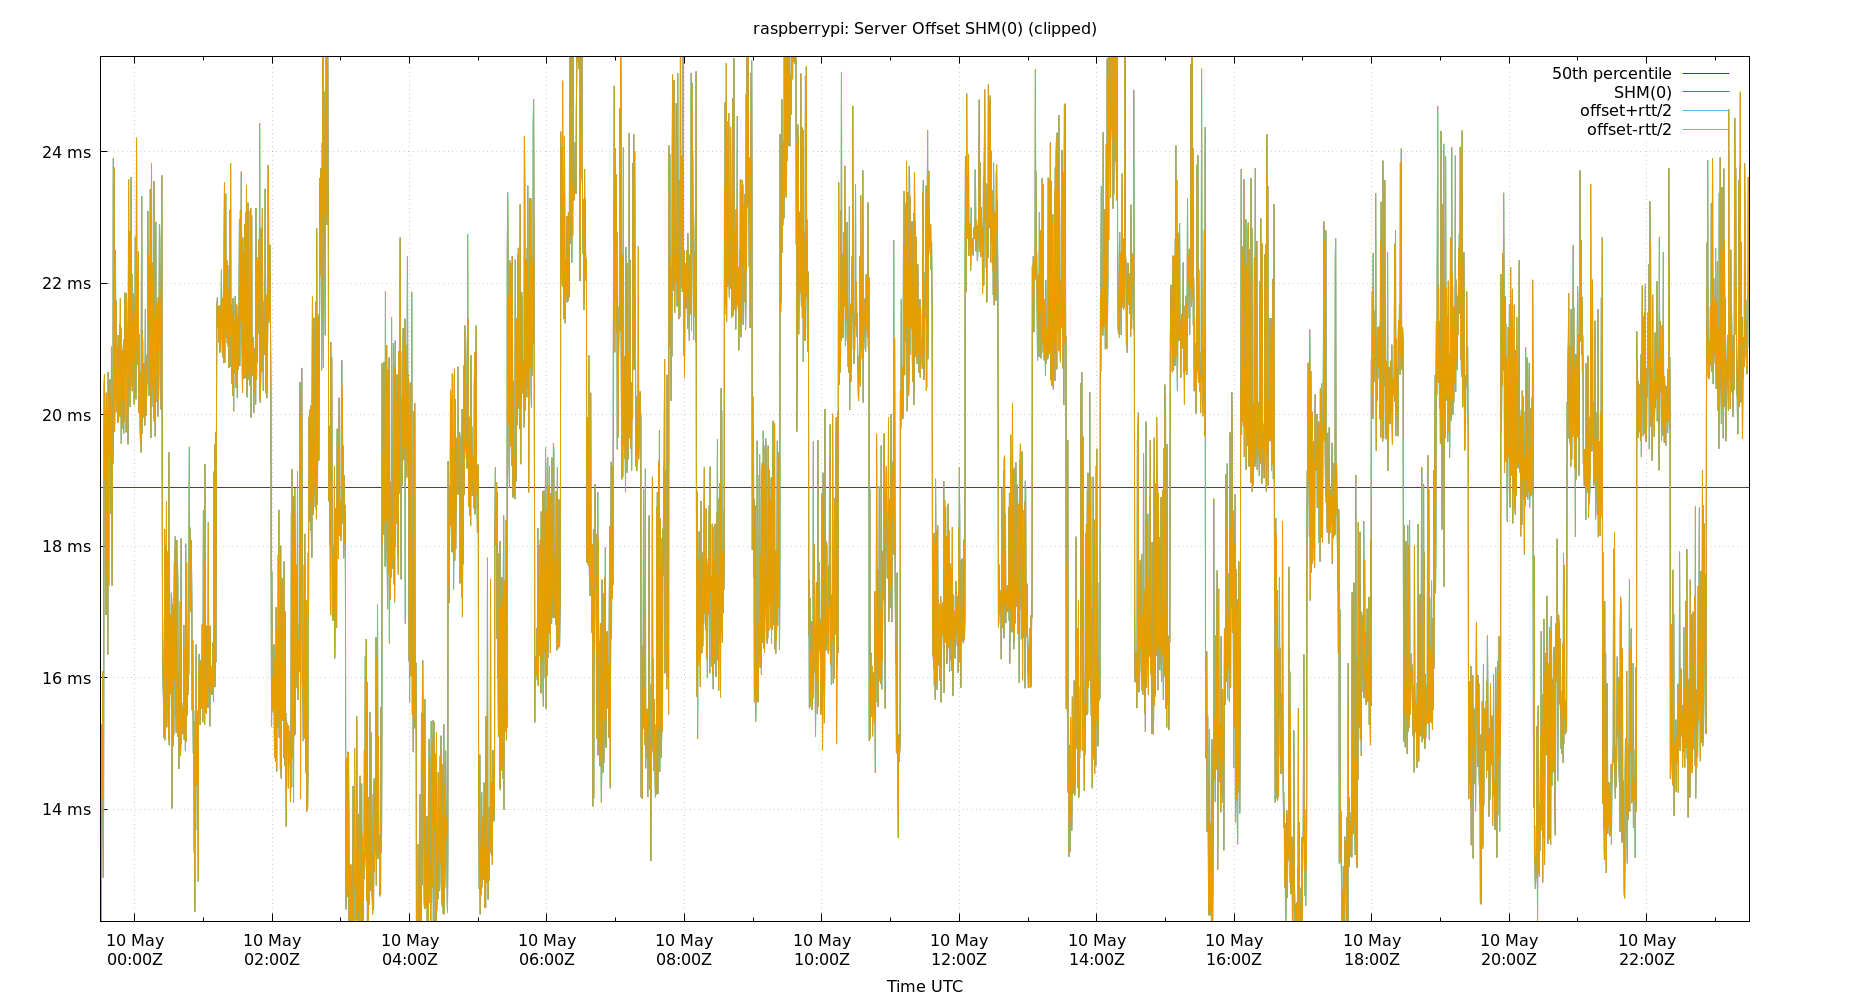 raspberrypi: Server Offset SHM(0) (clipped)
50th percentile
SHM(0)
offset+rtt/2
offset-rtt/2
24 ms
22 ms
20 ms
18 ms
16 ms
14 ms
10 May 10 May 10 May 10 May 10 May 10 May 10 May 10 May 10 May 10 May 10 May 10 May
00:00Z 02:00Z 04:00Z 06:00Z 08:00Z 10:00Z 12:00Z 14:00Z 16:00Z 18:00Z 20:00Z 22:00Z
Time UTC